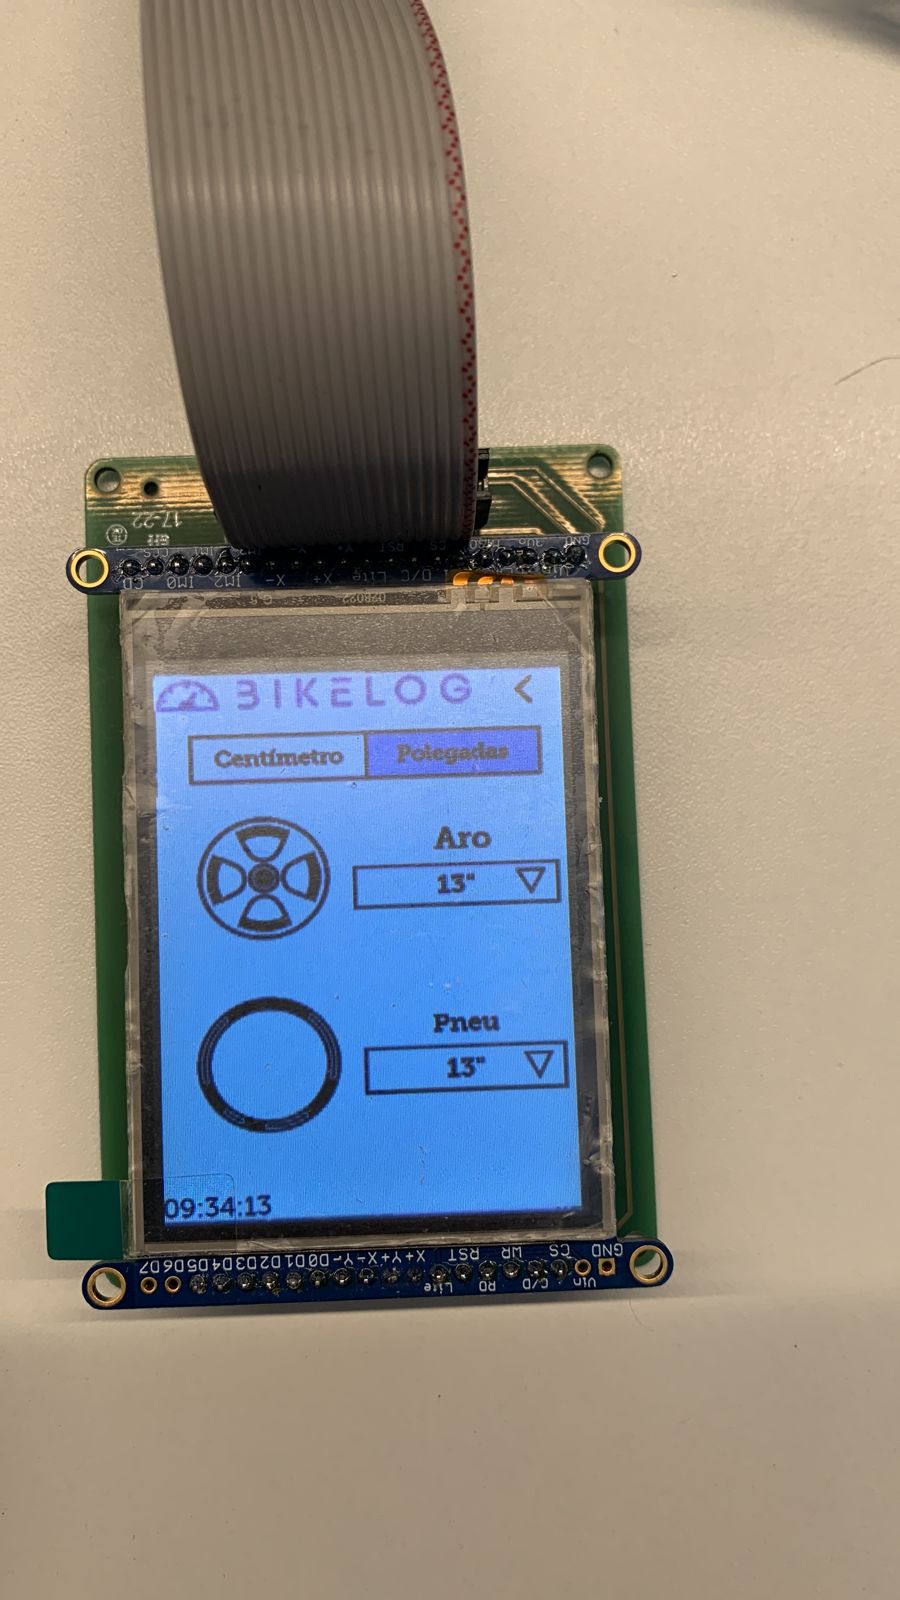 17-22
CD IM0 IM2 X- X+ Lite D/C
BIKELOG <
Centímetro Polegadas
Aro
13"
Pneu
13"
09:34:13
D7 D6 D5 D4 D3 D2 D1 D0 Y- X- Y+ X+ RST RD WR CS GND
Lite RD C/D Vin